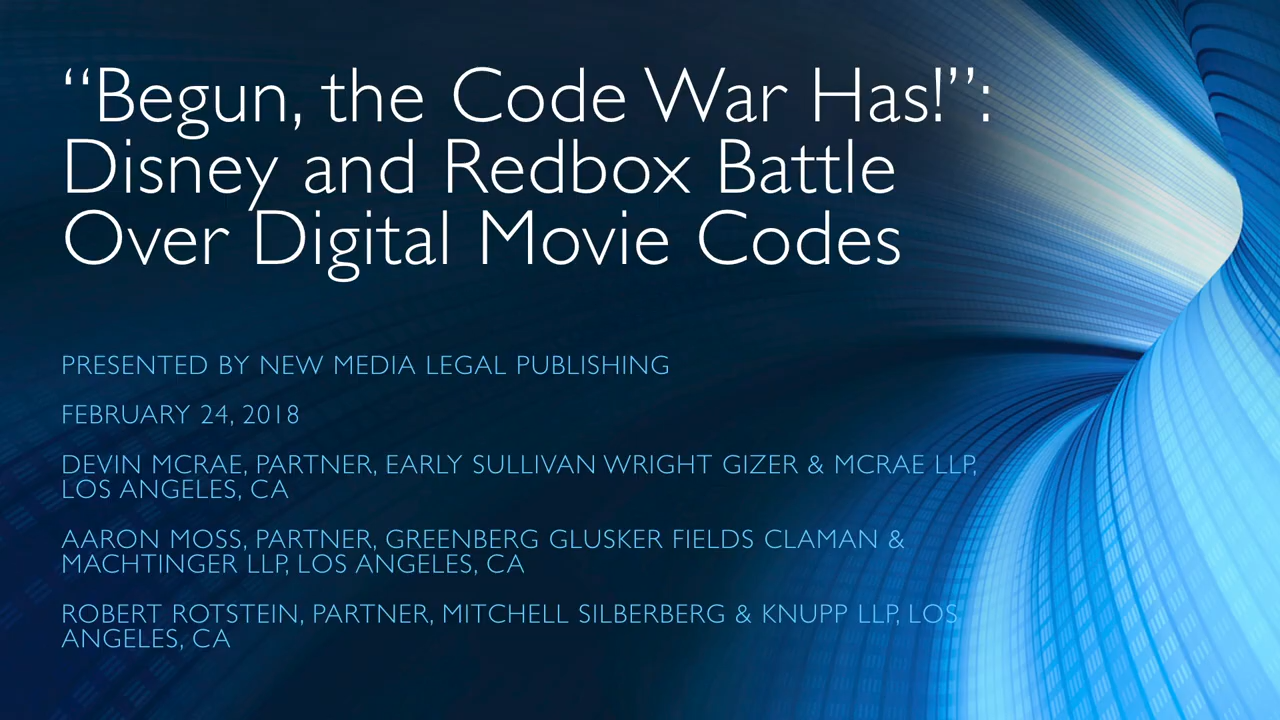 “Begun, the Code War Has!”:
Disney and Redbox Battle
Over Digital Movie Codes
PRESENTED BY NEW MEDIA LEGAL PUBLISHING
FEBRUARY 24, 2018
DEVIN MCRAE, PARTNER, EARLY SULLIVAN WRIGHT GIZER & MCRAE LLP,
LOS ANGELES, CA
AARON MOSS, PARTNER, GREENBERG GLUSKER FIELDS CLAMAN &
MACHTINGER LLP, LOS ANGELES, CA
ROBERT ROTSTEIN, PARTNER, MITCHELL SILBERBERG & KNUPP LLP, LOS
ANGELES, CA